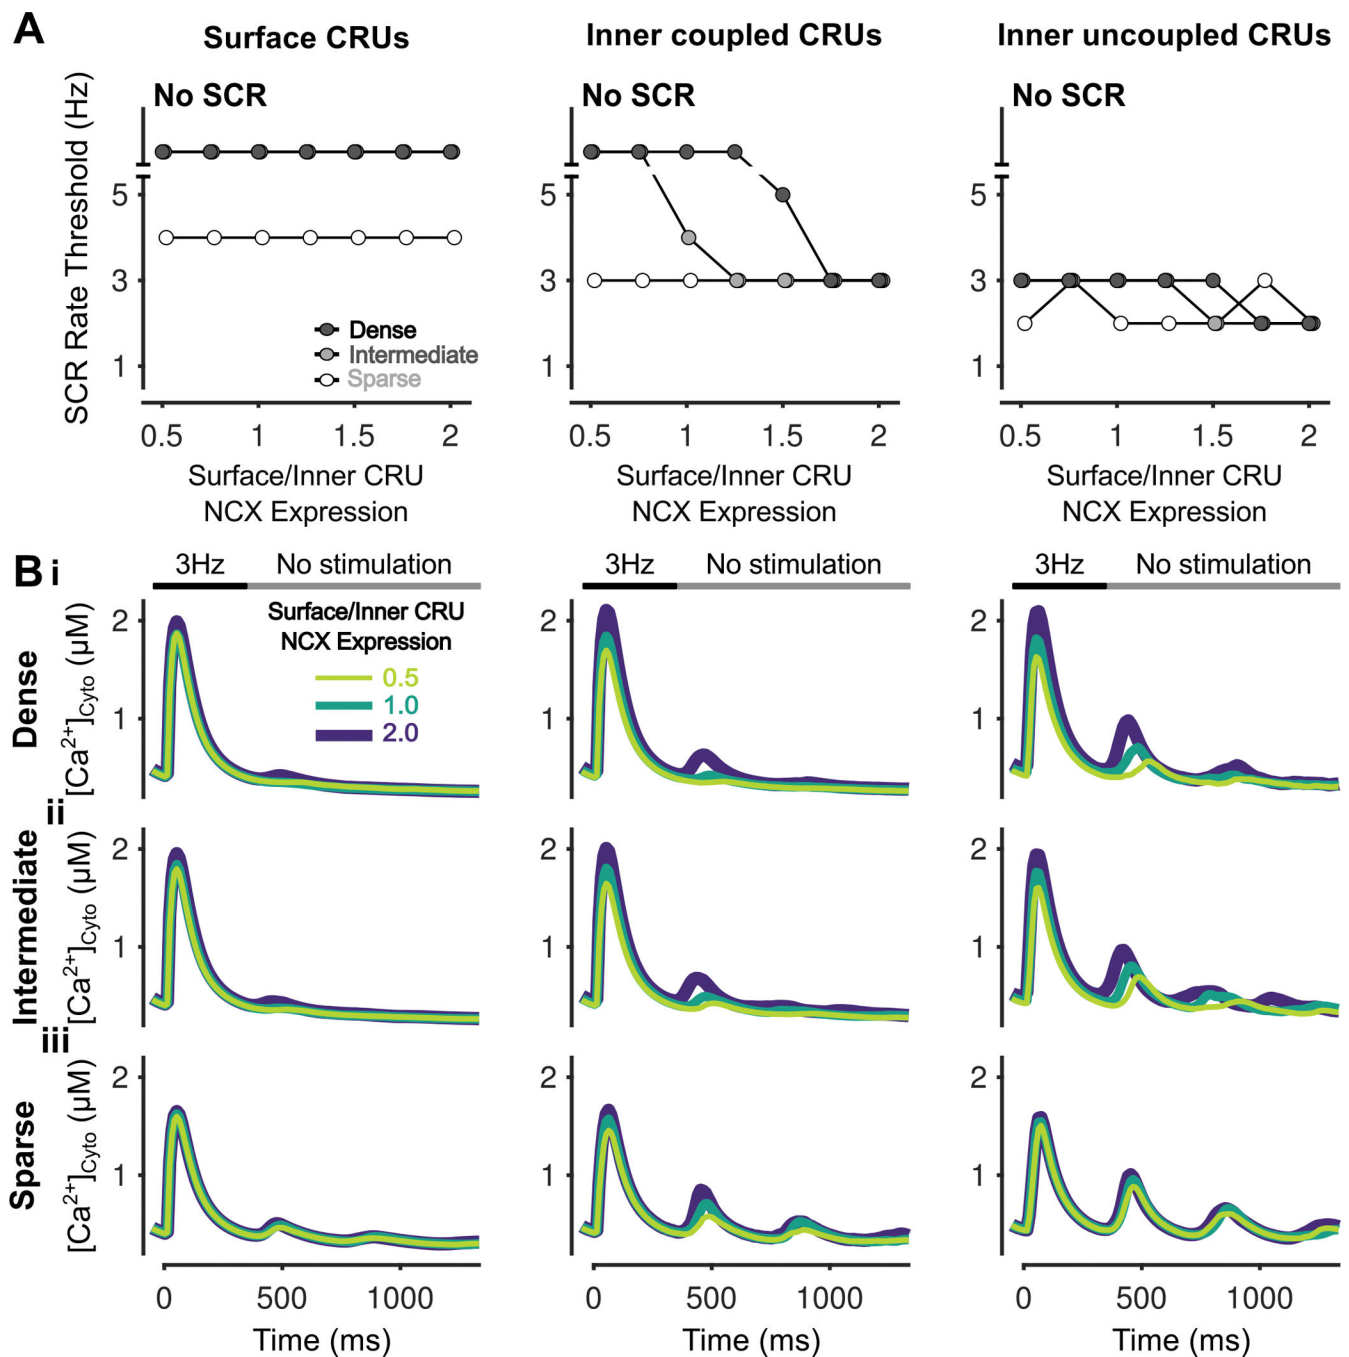 A
Surface CRUs
Inner coupled CRUs
Inner uncoupled CRUs
No SCR
No SCR
No SCR
SCR Rate Threshold (Hz)
5
3
1
5
3
1
5
3
1
Dense
Intermediate
Sparse
0.5 1 1.5 2
0.5 1 1.5 2
0.5 1 1.5 2
Surface/Inner CRU
NCX Expression
Surface/Inner CRU
NCX Expression
Surface/Inner CRU
NCX Expression
B i
3Hz No stimulation
3Hz No stimulation
3Hz No stimulation
Surface/Inner CRU
NCX Expression
0.5
1.0
2.0
Dense
[Ca²⁺]Cyto (µM)
2
1
2
1
2
1
ii
Intermediate
[Ca²⁺]Cyto (µM)
2
1
2
1
2
1
iii
Sparse
[Ca²⁺]Cyto (µM)
2
1
2
1
2
1
0 500 1000
0 500 1000
0 500 1000
Time (ms)
Time (ms)
Time (ms)